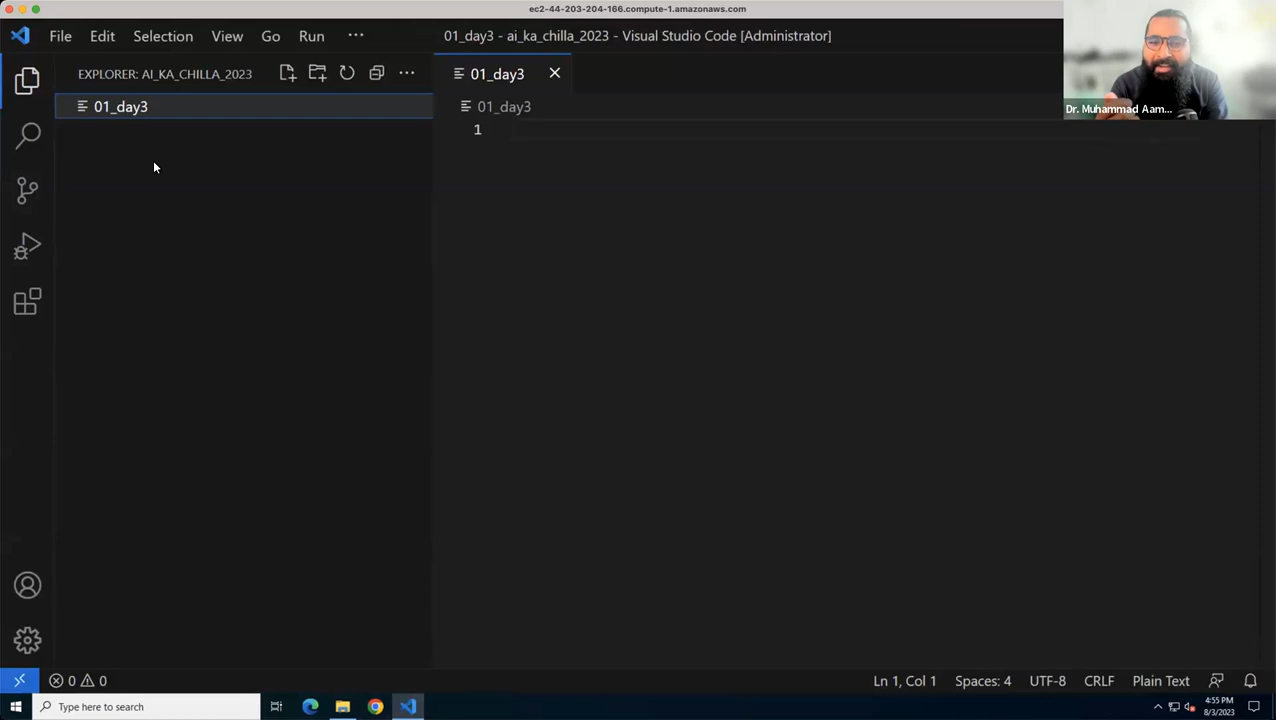 ec2-44-203-204-166.compute-1.amazonaws.com
File Edit Selection View Go Run ··· 01_day3 - ai_ka_chilla_2023 - Visual Studio Code [Administrator]
EXPLORER: AI_KA_CHILLA_2023 ··· 01_day3
01_day3 01_day3
1
Dr. Muhammad Aam...
0 0 Ln 1, Col 1 Spaces: 4 UTF-8 CRLF Plain Text
Type here to search
4:55 PM
8/3/2023